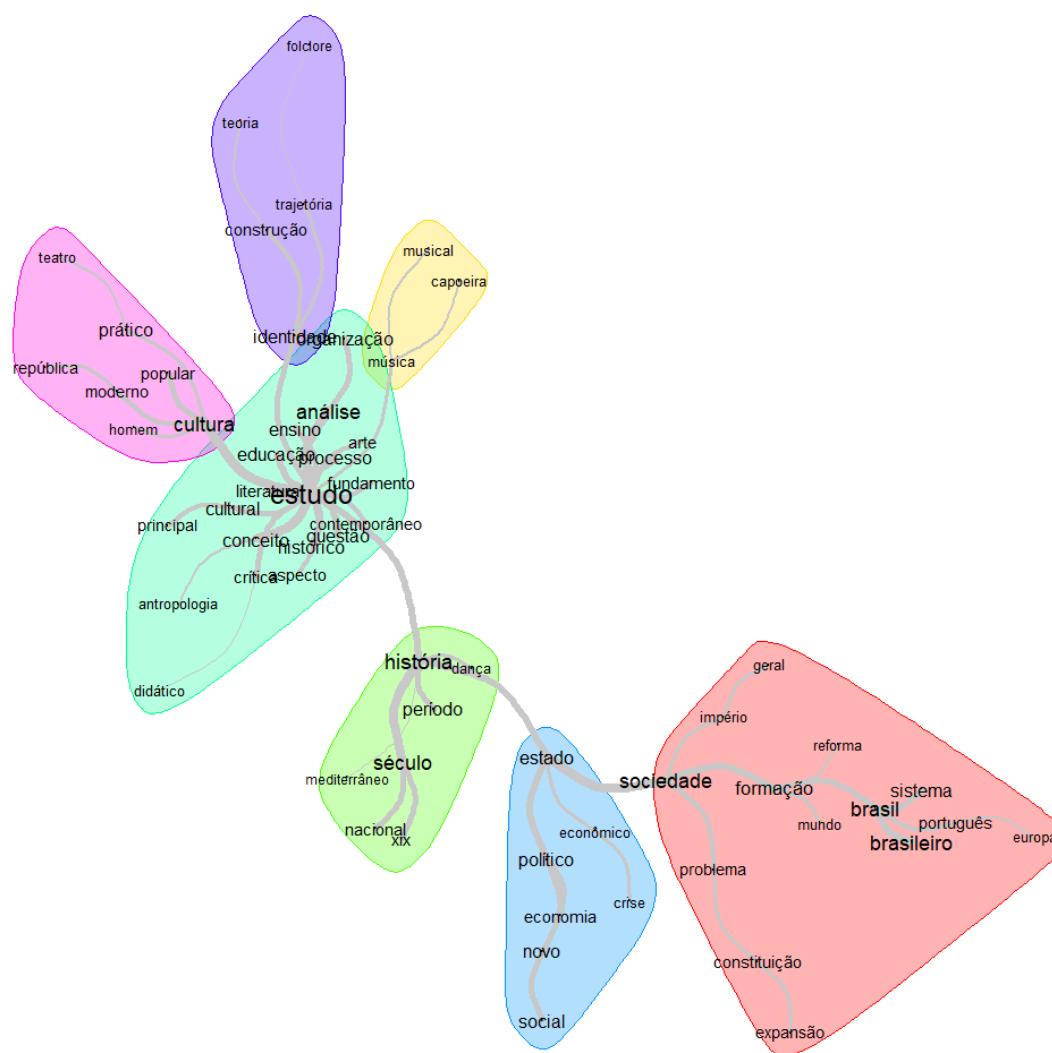 folclore
teoria
trajetória
construção
musical
teatro
capoeira
prático
identidade
organização
república
popular
música
moderno
análise
cultura
homem
ensino
arte
educação
processo
literatura
fundamento
estudo
cultural
principal
contemporâneo
questão
conceito
histórico
crítica
aspecto
antropologia
história
dança
geral
didático
período
império
reforma
estado
século
mediterrâneo
sociedade
formação
sistema
brasil
nacional
xix
econômico
mundo
português
brasileiro
europa
político
problema
crise
economia
novo
constituição
social
expansão